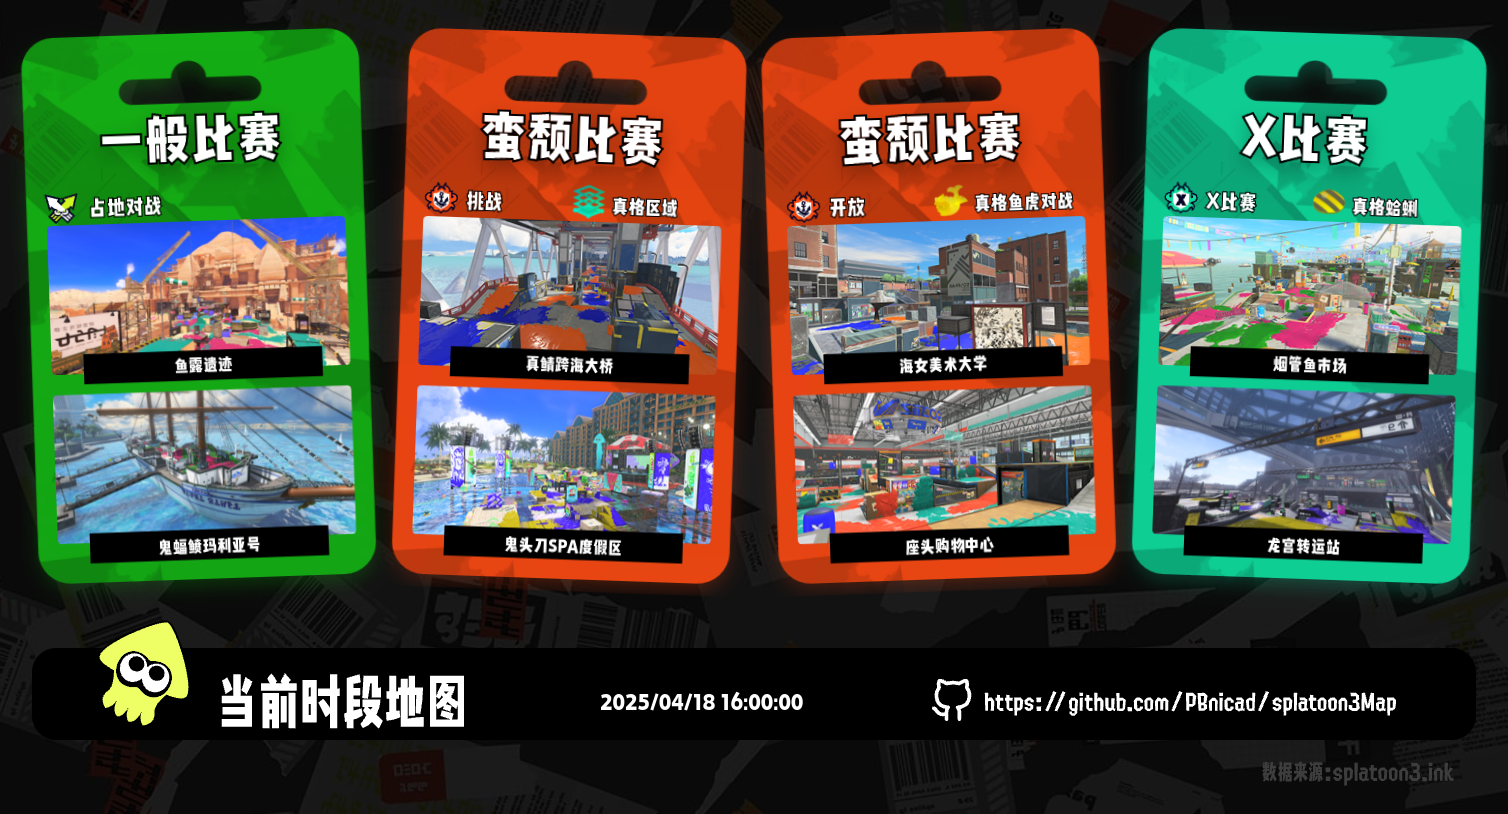 一般比赛
占地对战
鱼露遗迹
鬼蝠鲼玛利亚号
蛮颓比赛
挑战
真格区域
真鲭跨海大桥
鬼头刀SPA度假区
蛮颓比赛
开放
真格鱼虎对战
海女美术大学
座头购物中心
X比赛
X比赛
真格蛤蜊
烟管鱼市场
龙宫转运站
当前时段地图
2025/04/18 16:00:00
https://github.com/PBnicad/splatoon3Map
数据来源:splatoon3.ink